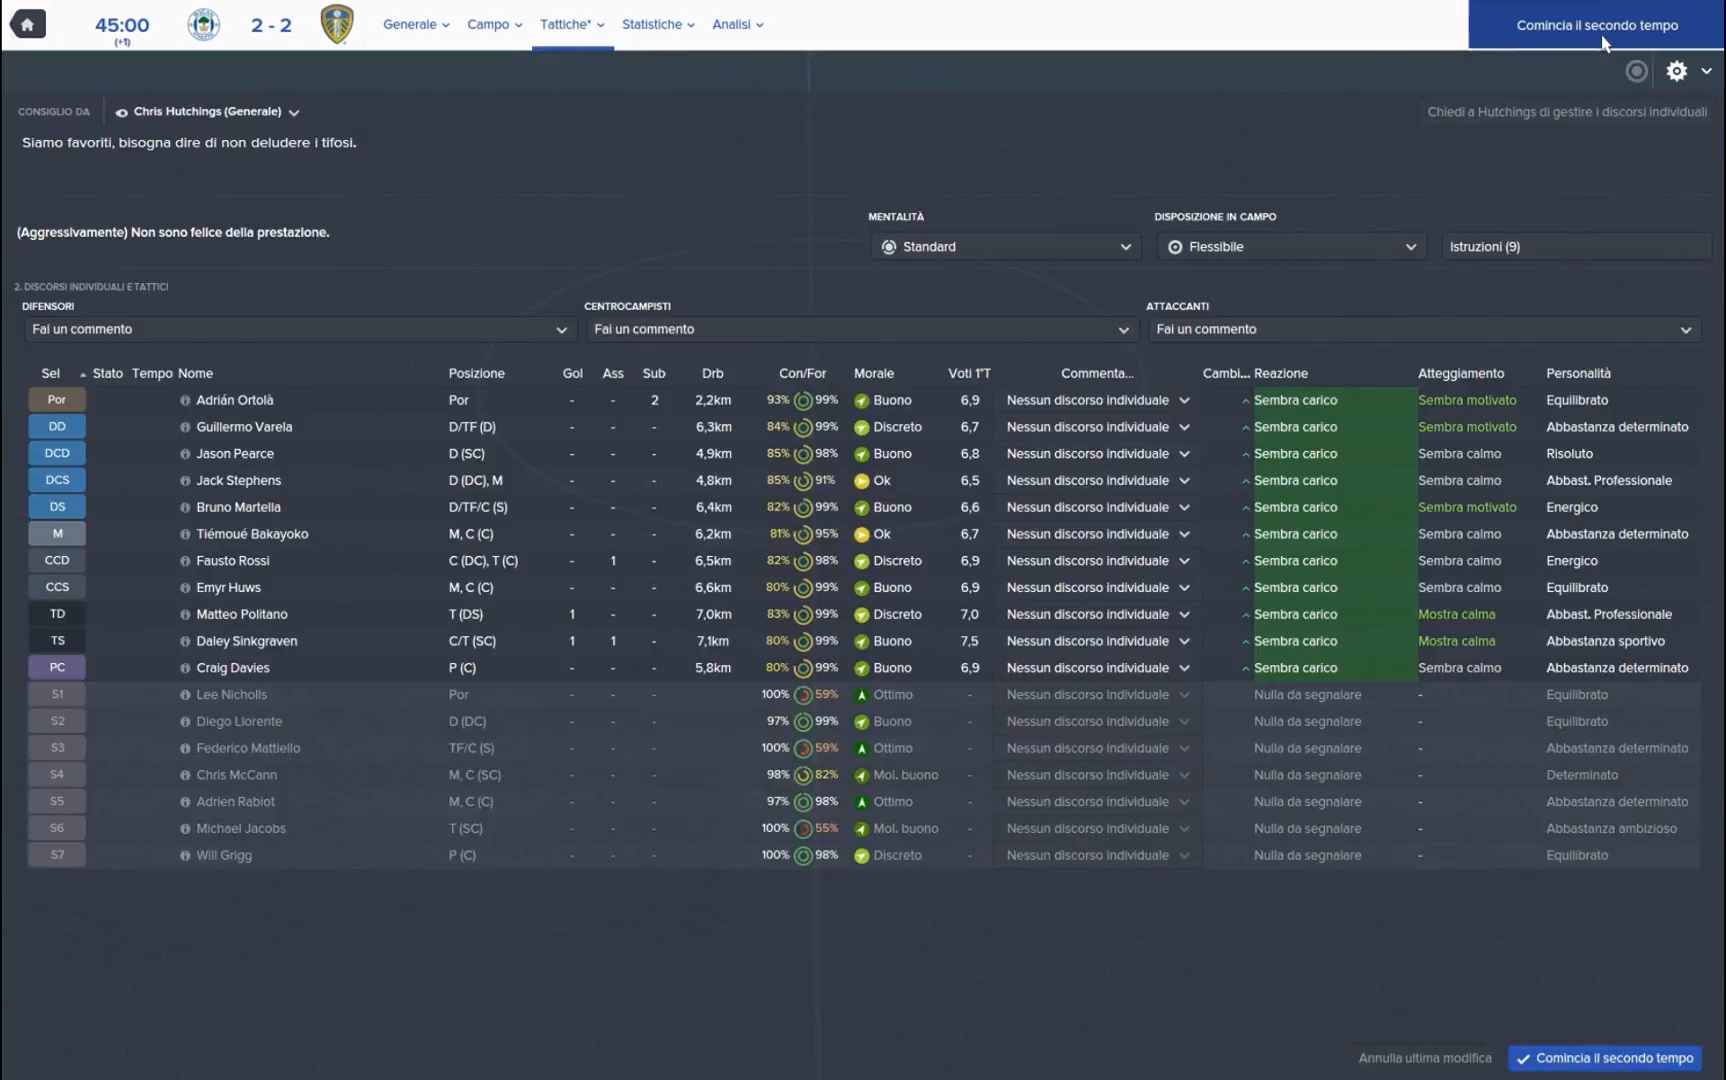 45:00 (+1) 2 - 2 Generale Campo Tattiche* Statistiche Analisi Comincia il secondo tempo
CONSIGLIO DA Chris Hutchings (Generale) Chiedi a Hutchings di gestire i discorsi individuali
Siamo favoriti, bisogna dire di non deludere i tifosi.
MENTALITÀ DISPOSIZIONE IN CAMPO
(Aggressivamente) Non sono felice della prestazione.
Standard Flessibile Istruzioni (9)
2. DISCORSI INDIVIDUALI E TATTICI
DIFENSORI CENTROCAMPISTI ATTACCANTI
Fai un commento Fai un commento Fai un commento
Sel Stato Tempo Nome Posizione Gol Ass Sub Drb Con/For Morale Voti 1°T Commenta... Cambi... Reazione Atteggiamento Personalità
Por Adrián Ortolà Por - - 2 2,2km 93% 99% Buono 6,9 Nessun discorso individuale Sembra carico Sembra motivato Equilibrato
DD Guillermo Varela D/TF (D) - - - 6,3km 84% 99% Discreto 6,7 Nessun discorso individuale Sembra carico Sembra motivato Abbastanza determinato
DCD Jason Pearce D (SC) - - - 4,9km 85% 98% Buono 6,8 Nessun discorso individuale Sembra carico Sembra calmo Risoluto
DCS Jack Stephens D (DC), M - - - 4,8km 85% 91% Ok 6,5 Nessun discorso individuale Sembra carico Sembra calmo Abbast. Professionale
DS Bruno Martella D/TF/C (S) - - - 6,4km 82% 99% Buono 6,6 Nessun discorso individuale Sembra carico Sembra motivato Energico
M Tiémoué Bakayoko M, C (C) - - - 6,2km 81% 95% Ok 6,7 Nessun discorso individuale Sembra carico Sembra calmo Abbastanza determinato
CCD Fausto Rossi C (DC), T (C) - 1 - 6,5km 82% 98% Discreto 6,9 Nessun discorso individuale Sembra carico Sembra calmo Energico
CCS Emyr Huws M, C (C) - - - 6,6km 80% 99% Buono 6,9 Nessun discorso individuale Sembra carico Sembra calmo Equilibrato
TD Matteo Politano T (DS) 1 - - 7,0km 83% 99% Discreto 7,0 Nessun discorso individuale Sembra carico Mostra calma Abbast. Professionale
TS Daley Sinkgraven C/T (SC) 1 1 - 7,1km 80% 99% Buono 7,5 Nessun discorso individuale Sembra carico Mostra calma Abbastanza sportivo
PC Craig Davies P (C) - - - 5,8km 80% 99% Buono 6,9 Nessun discorso individuale Sembra carico Sembra calmo Abbastanza determinato
S1 Lee Nicholls Por - - - 100% 59% Ottimo - Nessun discorso individuale Nulla da segnalare - Equilibrato
S2 Diego Llorente D (DC) - - - 97% 99% Buono - Nessun discorso individuale Nulla da segnalare - Equilibrato
S3 Federico Mattiello TF/C (S) - - - 100% 59% Ottimo - Nessun discorso individuale Nulla da segnalare - Abbastanza determinato
S4 Chris McCann M, C (SC) - - - 98% 82% Mol. buono - Nessun discorso individuale Nulla da segnalare - Determinato
S5 Adrien Rabiot M, C (C) - - - 97% 98% Ottimo - Nessun discorso individuale Nulla da segnalare - Abbastanza determinato
S6 Michael Jacobs T (SC) - - - 100% 55% Mol. buono - Nessun discorso individuale Nulla da segnalare - Abbastanza ambizioso
S7 Will Grigg P (C) - - - 100% 98% Discreto - Nessun discorso individuale Nulla da segnalare - Equilibrato
Annulla ultima modifica Comincia il secondo tempo